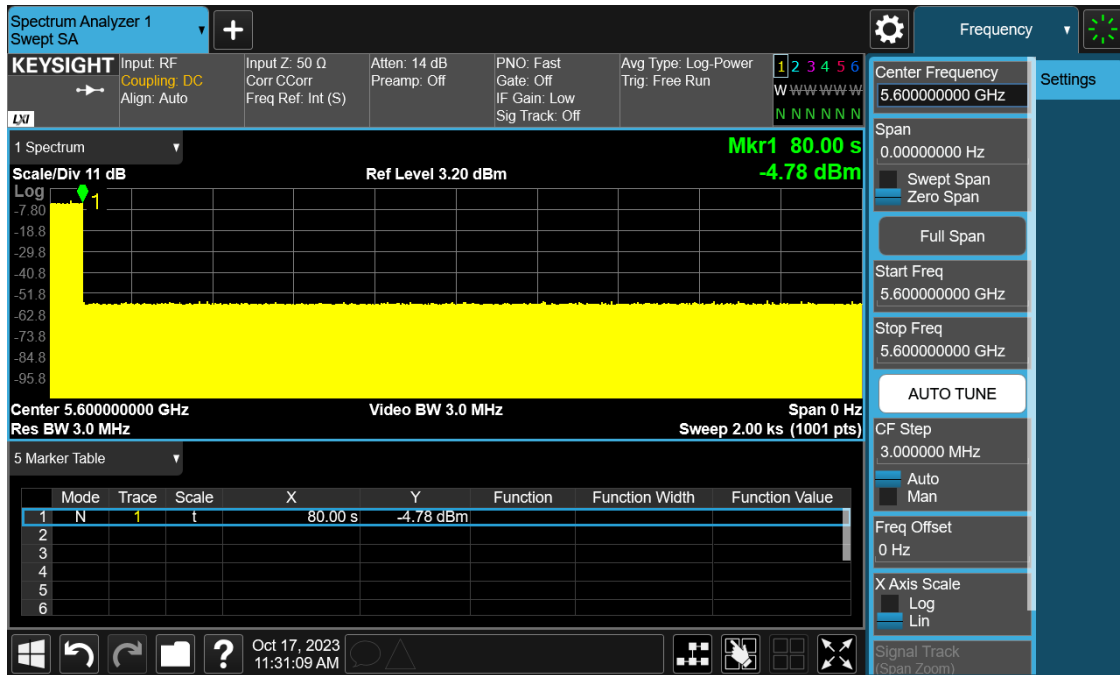 Spectrum Analyzer 1
Swept SA
+
Frequency
KEYSIGHT
LXI
Input: RF
Coupling: DC
Align: Auto
Input Z: 50 Ω
Corr CCorr
Freq Ref: Int (S)
Atten: 14 dB
Preamp: Off
PNO: Fast
Gate: Off
IF Gain: Low
Sig Track: Off
Avg Type: Log-Power
Trig: Free Run
1 2 3 4 5 6
W W W W W W
N N N N N N
1 Spectrum
Mkr1 80.00 s
Scale/Div 11 dB
Ref Level 3.20 dBm
-4.78 dBm
Log
1
-7.80
-18.8
-29.8
-40.8
-51.8
-62.8
-73.8
-84.8
-95.8
Center 5.600000000 GHz
Video BW 3.0 MHz
Span 0 Hz
Res BW 3.0 MHz
Sweep 2.00 ks (1001 pts)
5 Marker Table
Mode Trace Scale X Y Function Function Width Function Value
1 N 1 t 80.00 s -4.78 dBm
2
3
4
5
6
?
Oct 17, 2023
11:31:09 AM
Center Frequency
5.600000000 GHz
Settings
Span
0.00000000 Hz
Swept Span
Zero Span
Full Span
Start Freq
5.600000000 GHz
Stop Freq
5.600000000 GHz
AUTO TUNE
CF Step
3.000000 MHz
Auto
Man
Freq Offset
0 Hz
X Axis Scale
Log
Lin
Signal Track
(Span Zoom)